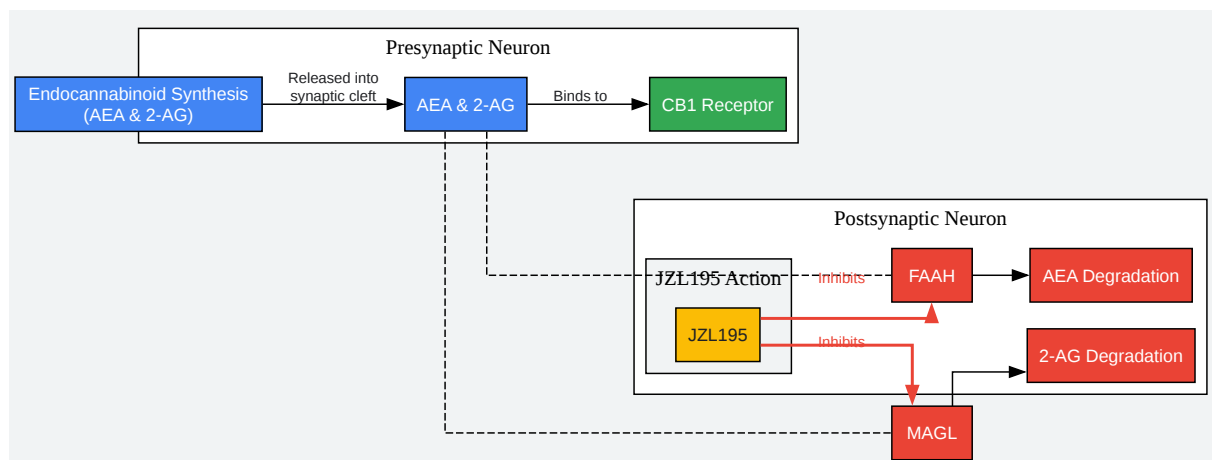 Presynaptic Neuron
Endocannabinoid Synthesis
(AEA & 2-AG)
Released into
synaptic cleft
AEA & 2-AG
Binds to
CB1 Receptor
Postsynaptic Neuron
JZL195 Action
JZL195
Inhibits
Inhibits
FAAH
AEA Degradation
2-AG Degradation
MAGL